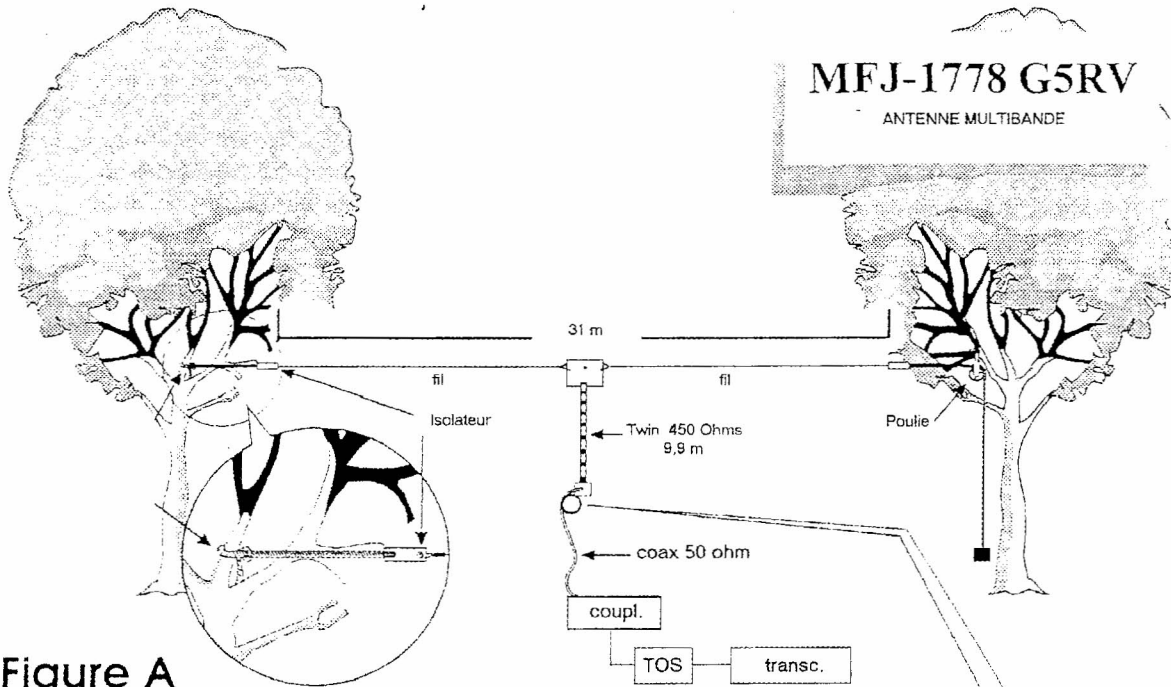 MFJ-1778 G5RV
ANTENNE MULTIBANDE
31 m
fil
fil
Isolateur
Poulie
Twin 450 Ohms
9,9 m
coax 50 ohm
coupl.
TOS
transc.
Figure A